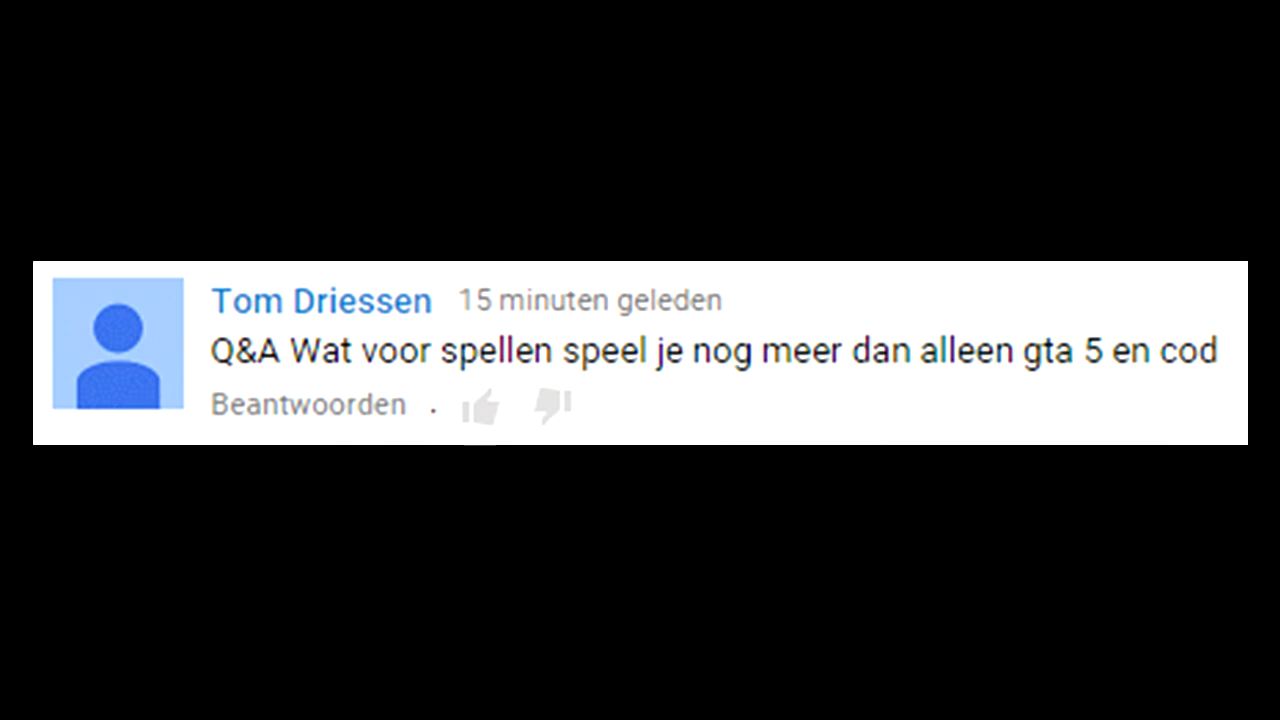 Tom Driessen 15 minuten geleden
Q&A Wat voor spellen speel je nog meer dan alleen gta 5 en cod
Beantwoorden ·